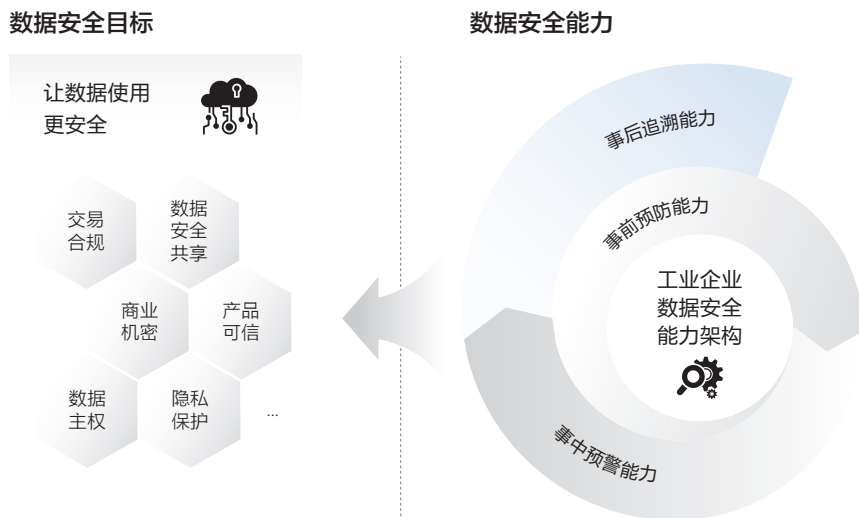 数据安全目标
让数据使用
更安全
交易
合规
数据
安全
共享
商业
机密
产品
可信
数据
主权
隐私
保护
...
数据安全能力
事后追溯能力
事前预防能力
工业企业
数据安全
能力架构
事中预警能力